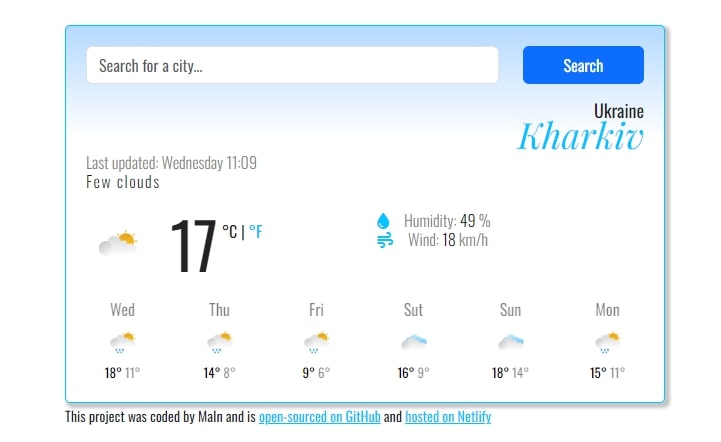 Search for a city...
Search
Ukraine
Kharkiv
Last updated: Wednesday 11:09
Few clouds
17 °C | °F
Humidity: 49 %
Wind: 18 km/h
Wed Thu Fri Sut Sun Mon
18° 11° 14° 8° 9° 6° 16° 9° 18° 14° 15° 11°
This project was coded by MaIn and is open-sourced on GitHub and hosted on Netlify